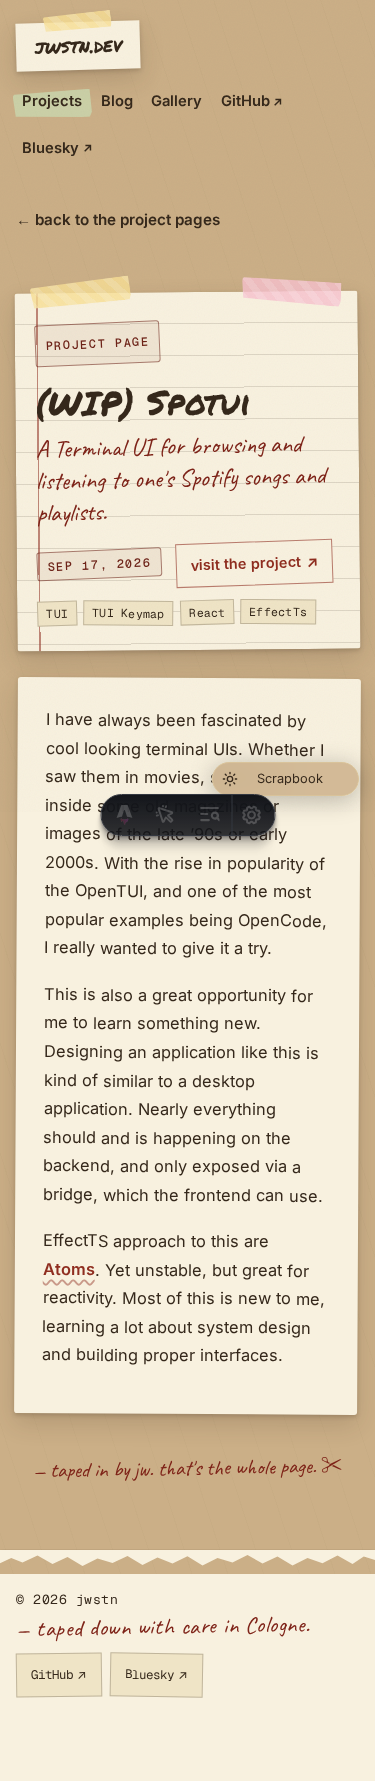 JWSTN.DEV
Projects Blog Gallery GitHub ↗
Bluesky ↗
← back to the project pages
PROJECT PAGE
(WIP) Spotui
A Terminal UI for browsing and
listening to one's Spotify songs and
playlists.
SEP 17, 2026 visit the project ↗
TUI TUI Keymap React EffectTs
I have always been fascinated by
cool looking terminal UIs. Whether I
saw them in movies,
Scrapbook
inside
images of the late '90s or early
2000s. With the rise in popularity of
the OpenTUI, and one of the most
popular examples being OpenCode,
I really wanted to give it a try.
This is also a great opportunity for
me to learn something new.
Designing an application like this is
kind of similar to a desktop
application. Nearly everything
should and is happening on the
backend, and only exposed via a
bridge, which the frontend can use.
EffectTS approach to this are
Atoms. Yet unstable, but great for
reactivity. Most of this is new to me,
learning a lot about system design
and building proper interfaces.
— taped in by jw. that's the whole page. ✂
© 2026 jwstn
— taped down with care in Cologne.
GitHub ↗ Bluesky ↗